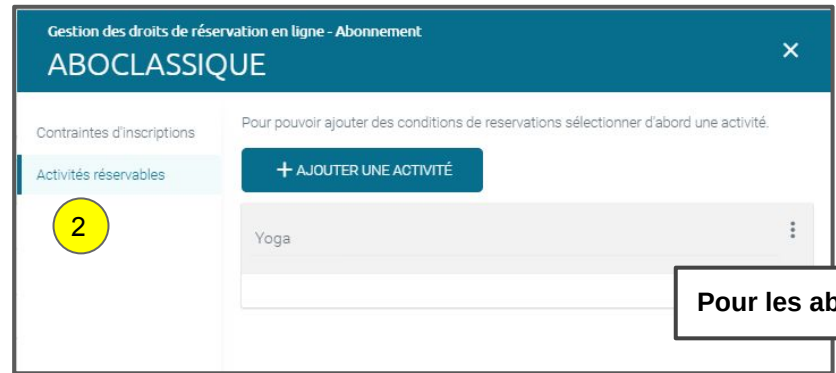 Gestion des droits de réservation en ligne - Abonnement
ABOCLASSIQUE
Contraintes d'inscriptions
Activités réservables
2
Pour pouvoir ajouter des conditions de reservations sélectionner d'abord une activité.
+ AJOUTER UNE ACTIVITÉ
Yoga
Pour les ab